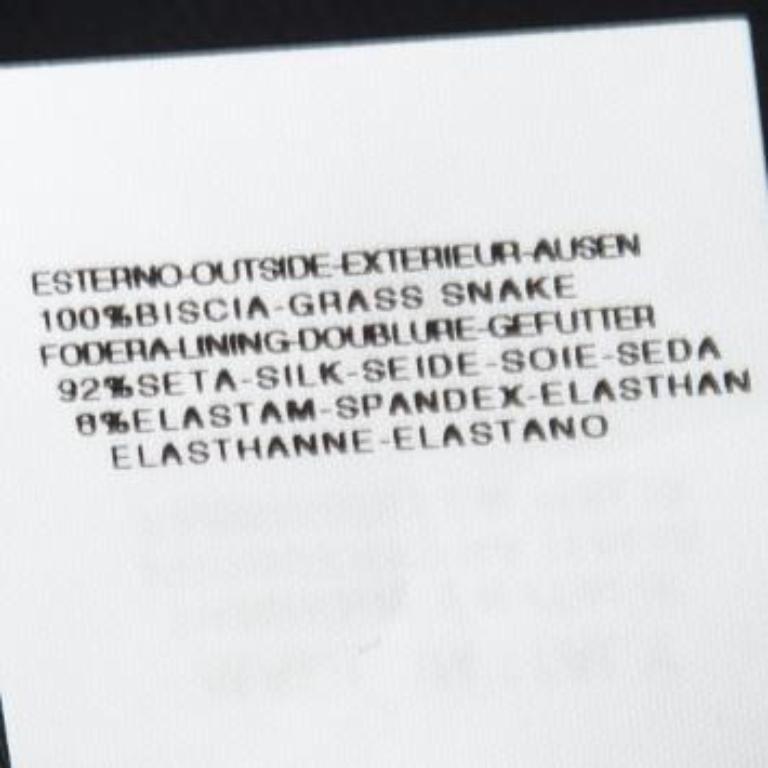 ESTERNO-OUTSIDE-EXTERIEUR-AUSEN
100%BISCIA-GRASS SNAKE
FODERA-LINING-DOUBLURE-GEFUTTER
92%SETA-SILK-SEIDE-SOIE-SEDA
8%ELASTAM-SPANDEX-ELASTHAN
ELASTHANNE-ELASTANO